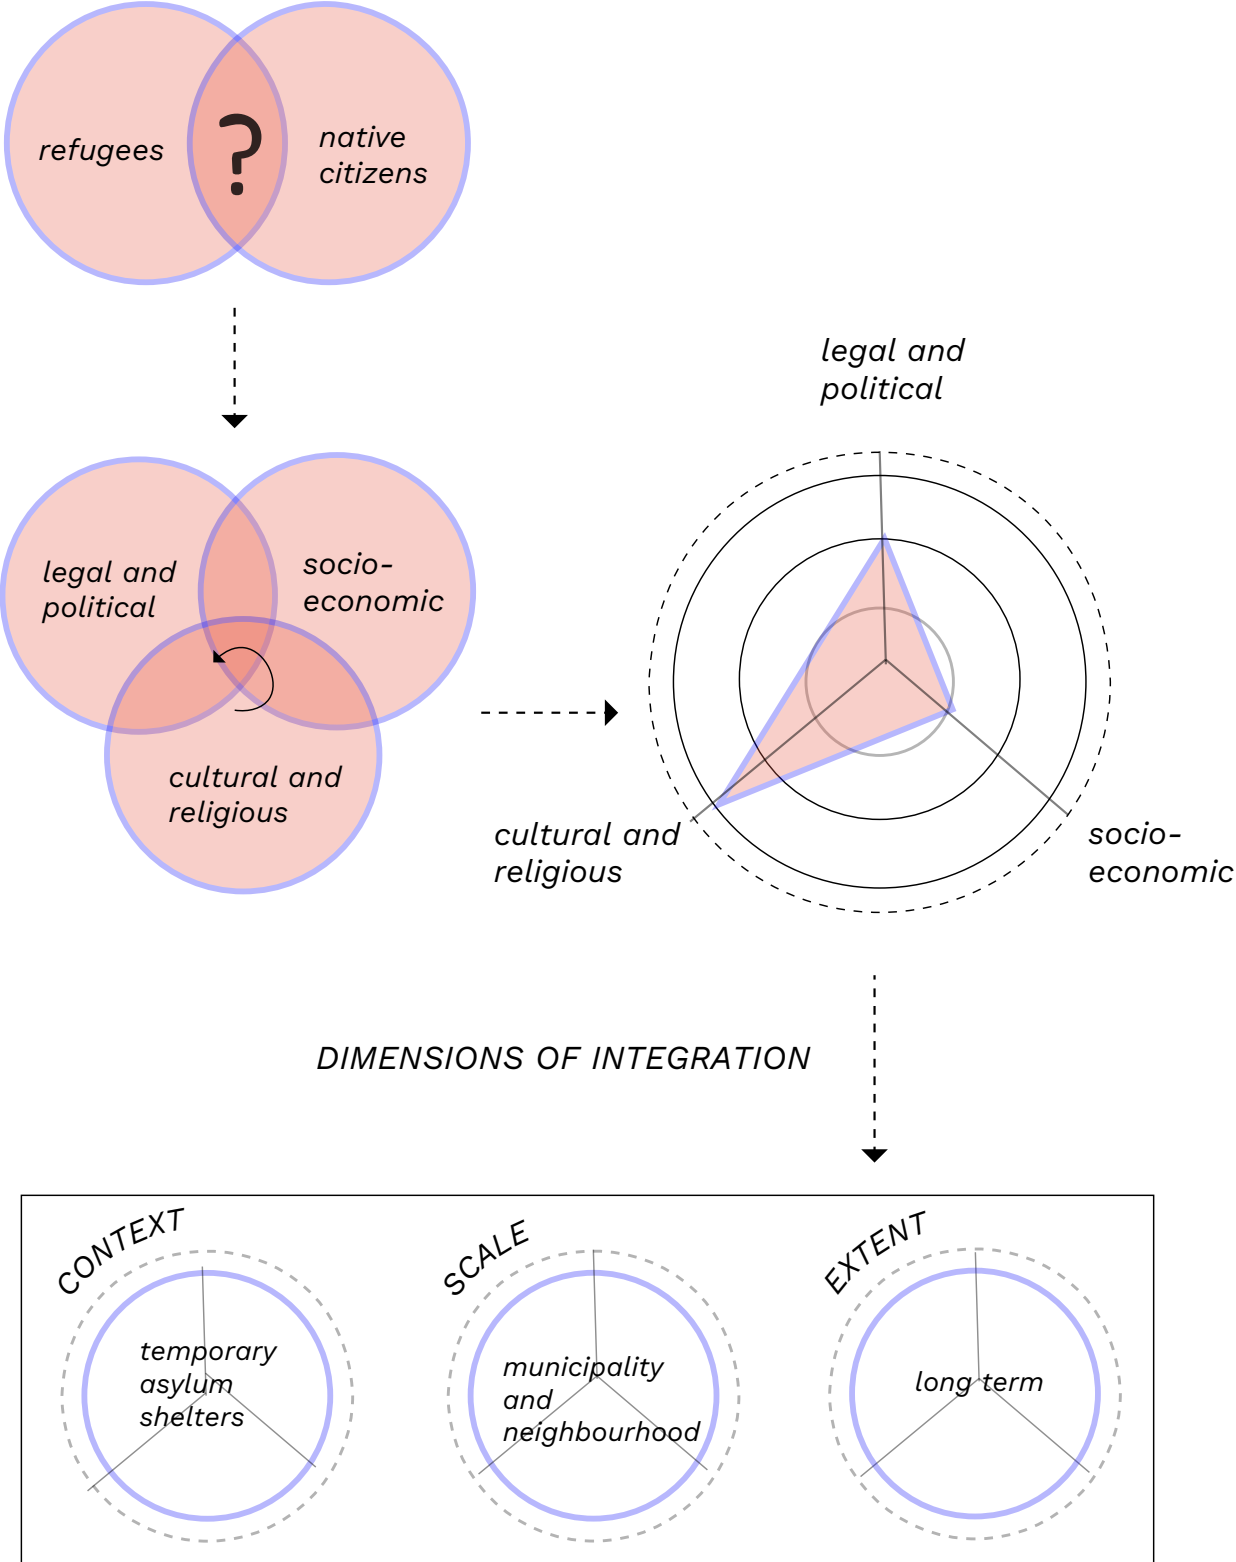 refugees
?
native
citizens
legal and
political
legal and
political
socio-
economic
cultural and
religious
cultural and
religious
socio-
economic
DIMENSIONS OF INTEGRATION
CONTEXT
SCALE
EXTENT
temporary
asylum
shelters
municipality
and
neighbourhood
long term